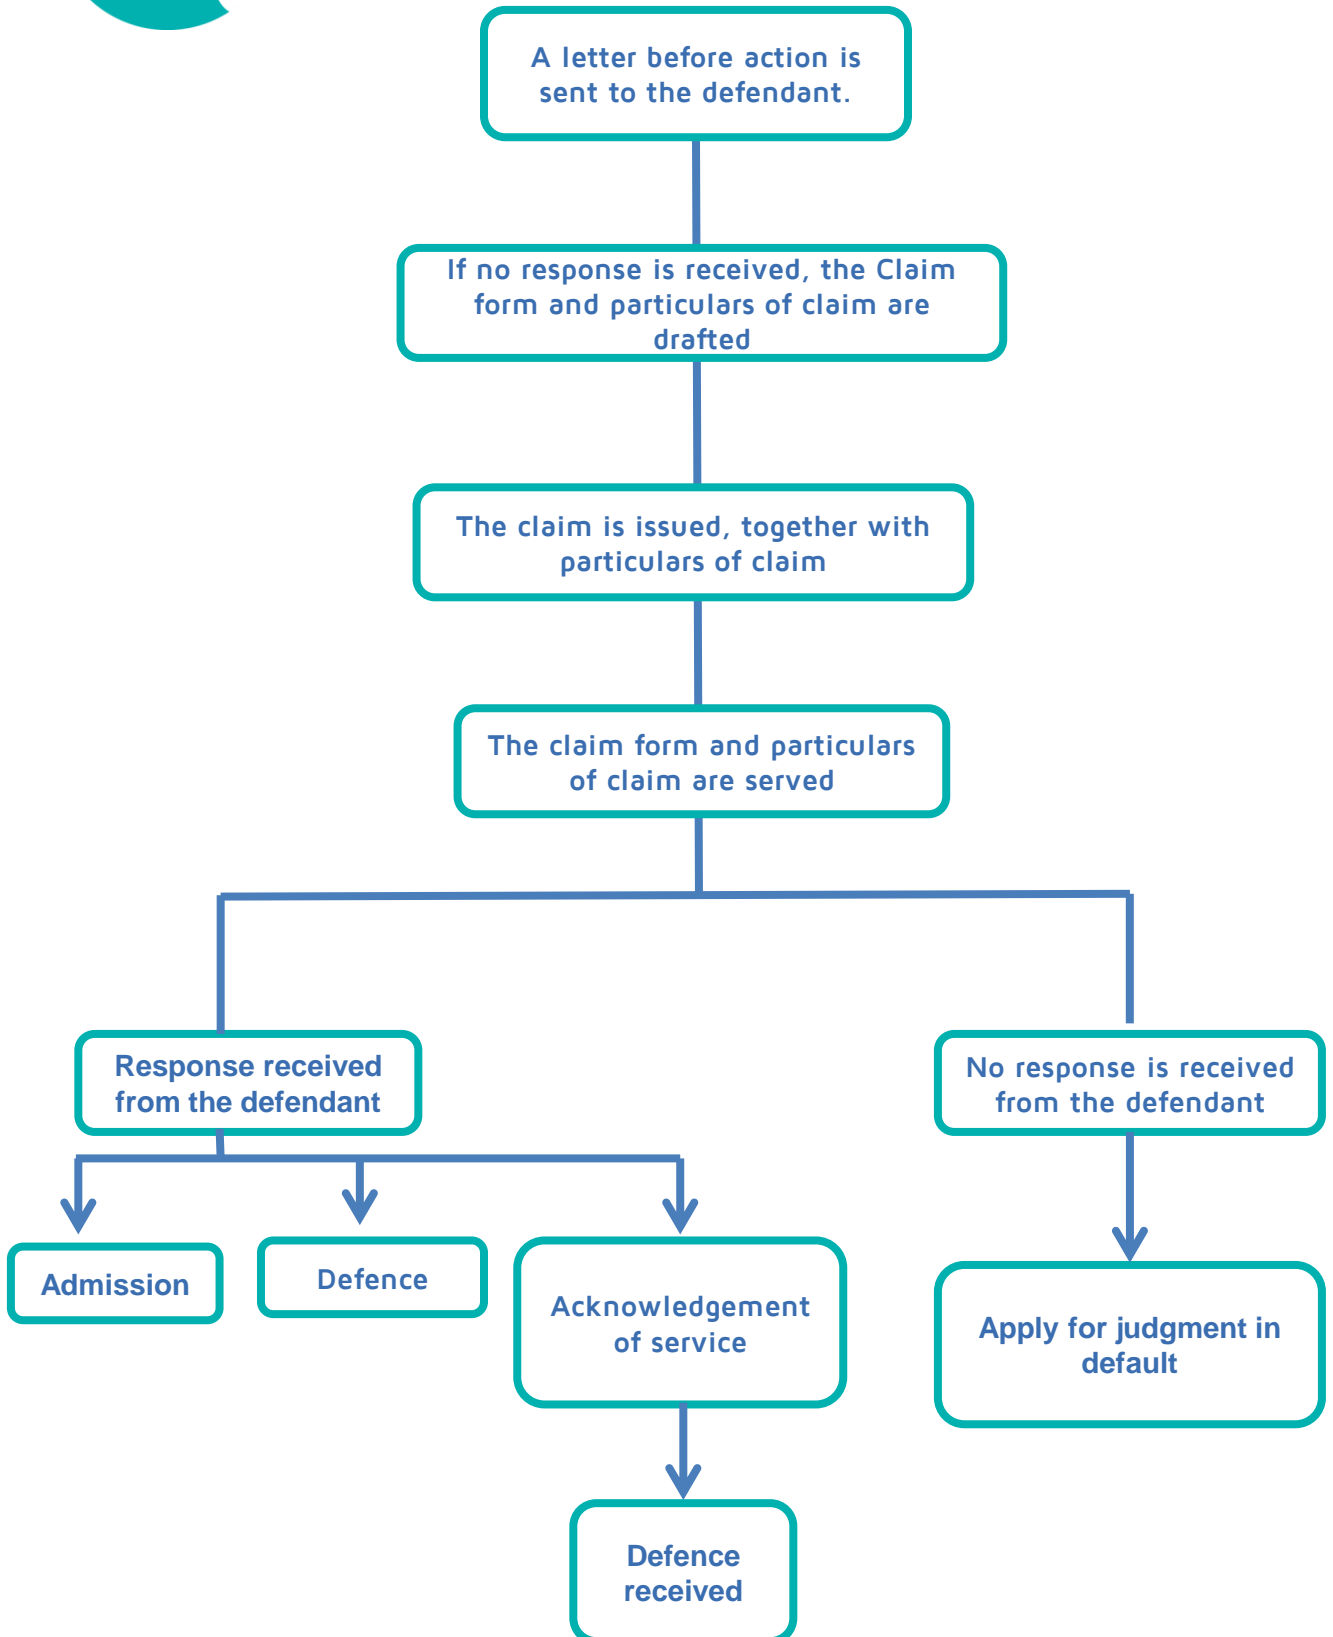 A letter before action is
sent to the defendant.
If no response is received, the Claim
form and particulars of claim are
drafted
The claim is issued, together with
particulars of claim
The claim form and particulars
of claim are served
Response received
from the defendant
No response is received
from the defendant
Admission
Defence
Acknowledgement
of service
Apply for judgment in
default
Defence
received